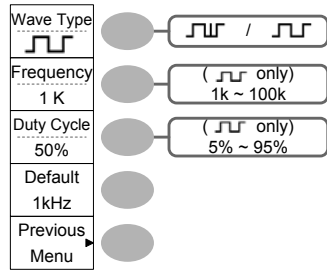 Wave Type
/
Frequency
1 K
( only)
1k ~ 100k
Duty Cycle
50%
( only)
5% ~ 95%
Default
1kHz
Previous
Menu